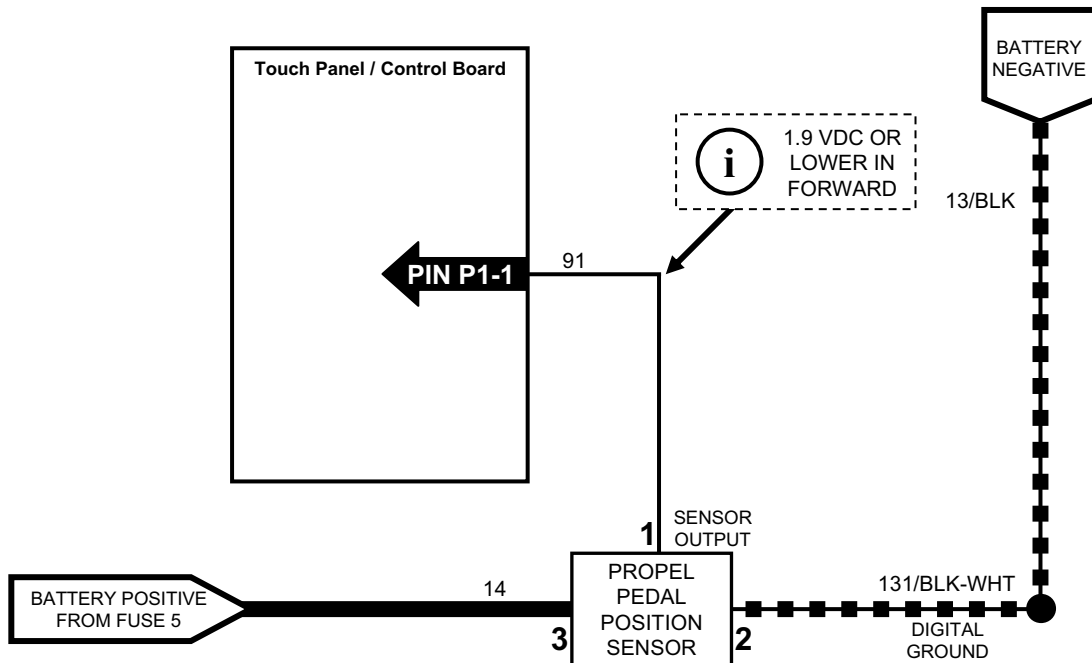 BATTERY
NEGATIVE
Touch Panel / Control Board
i
1.9 VDC OR
LOWER IN
FORWARD
13/BLK
PIN P1-1
91
1
SENSOR
OUTPUT
BATTERY POSITIVE
FROM FUSE 5
14
3
PROPEL
PEDAL
POSITION
SENSOR
2
131/BLK-WHT
DIGITAL
GROUND